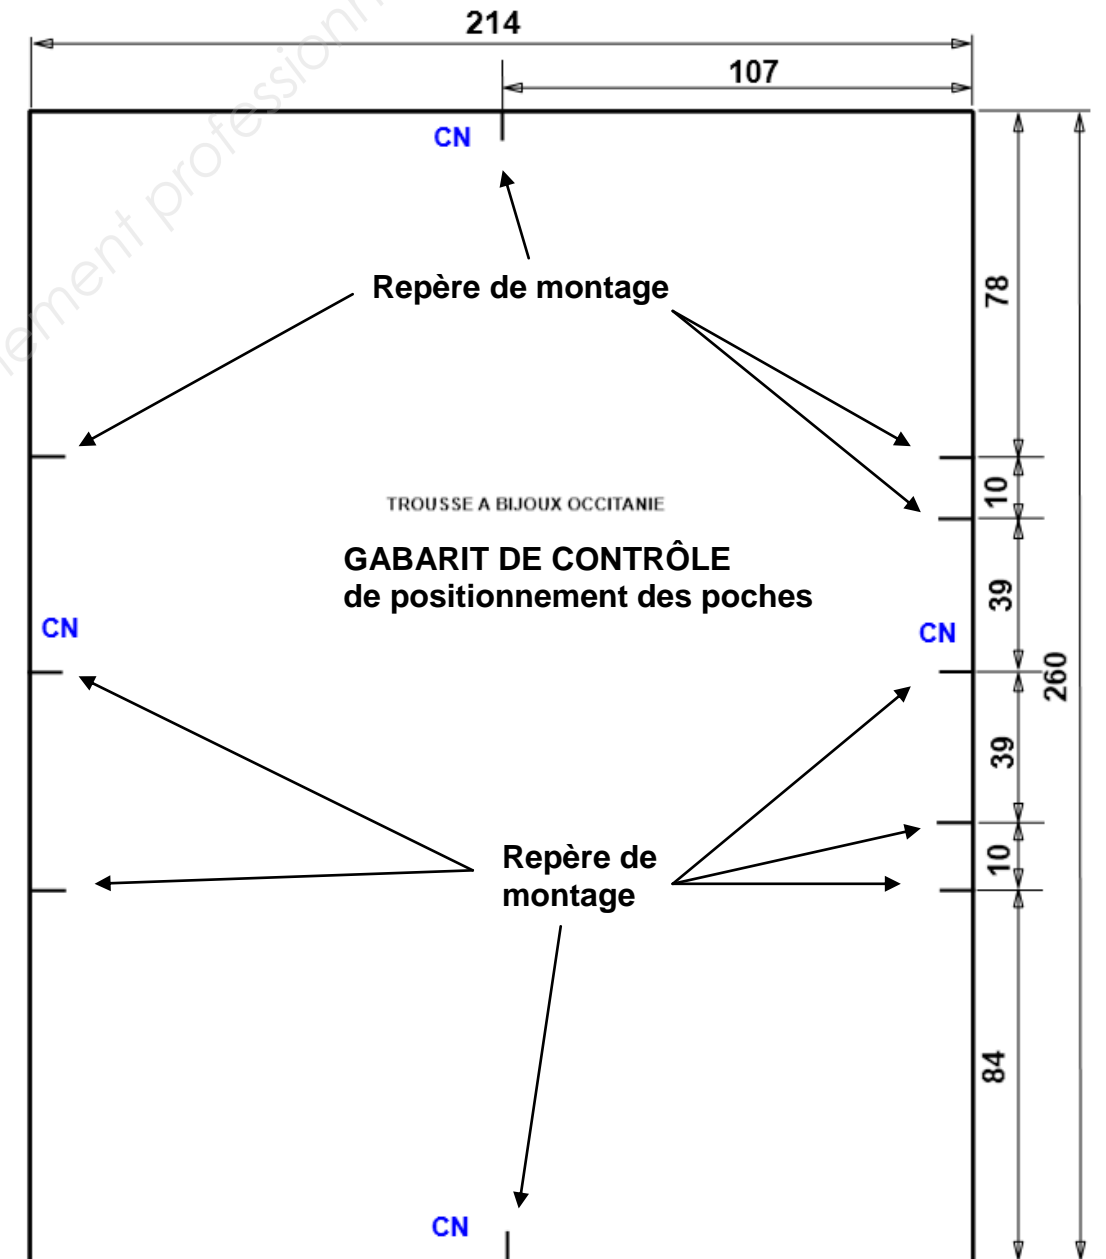 214
107
CN
Repère de montage
78
10
TROUSSE A BIJOUX OCCITANIE
GABARIT DE CONTRÔLE
de positionnement des poches
39
CN
CN
260
39
Repère de
montage
10
84
CN